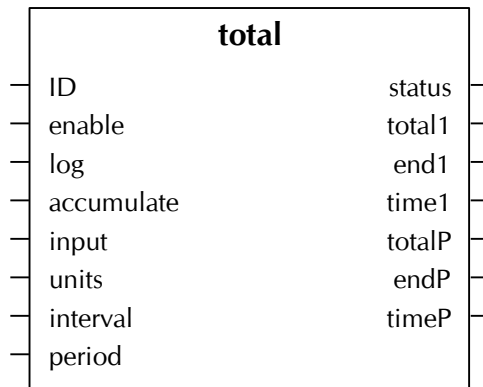 total
ID status
enable total1
log end1
accumulate time1
input totalP
units endP
interval timeP
period